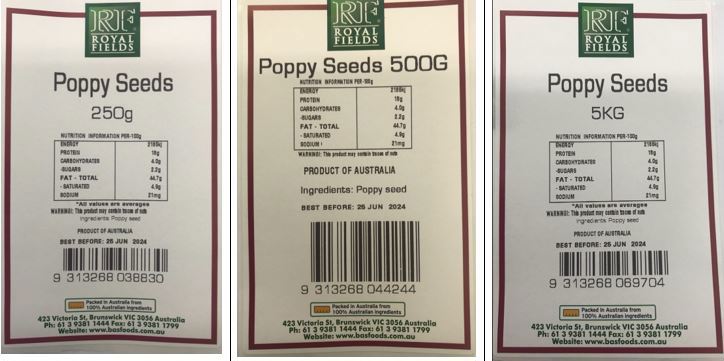 RF
ROYAL
FIELDS
Poppy Seeds
250g
NUTRITION INFORMATION PER-100g
ENERGY 2186kj
PROTEIN 18g
CARBOHYDRATES 4.0g
-SUGARS 2.2g
FAT - TOTAL 44.7g
- SATURATED 4.9g
SODIUM 21mg
*All values are averages
WARNING: This product may contain traces of nuts
Ingredients: Poppy seed
PRODUCT OF AUSTRALIA
BEST BEFORE: 25 JUN 2024
9 313268 038830
Packed in Australia from
100% Australian ingredients
423 Victoria St, Brunswick VIC 3056 Australia
Ph: 61 3 9381 1444 Fax: 61 3 9381 1799
Website: www.basfoods.com.au
RF
ROYAL
FIELDS
Poppy Seeds 500G
NUTRITION INFORMATION PER-100g
ENERGY 2186kj
PROTEIN 18g
CARBOHYDRATES 4.0g
-SUGARS 2.2g
FAT - TOTAL 44.7g
- SATURATED 4.9g
SODIUM 21mg
WARNING: This product may contain traces of nuts
PRODUCT OF AUSTRALIA
Ingredients: Poppy seed
BEST BEFORE: 25 JUN 2024
9 313268 044244
Packed in Australia from
100% Australian ingredients
423 Victoria St, Brunswick VIC 3056 Australia
Ph: 61 3 9381 1444 Fax: 61 3 9381 1799
Website: www.basfoods.com.au
RF
ROYAL
FIELDS
Poppy Seeds
5KG
NUTRITION INFORMATION PER-100g
ENERGY 2186kj
PROTEIN 18g
CARBOHYDRATES 4.0g
-SUGARS 2.2g
FAT - TOTAL 44.7g
- SATURATED 4.9g
SODIUM 21mg
*All values are averages
WARNING: This product may contain traces of nuts
Ingredients: Poppy seed
PRODUCT OF AUSTRALIA
BEST BEFORE: 25 JUN 2024
9 313268 069704
Packed in Australia from
100% Australian ingredients
423 Victoria St, Brunswick VIC 3056 Australia
Ph: 61 3 9381 1444 Fax: 61 3 9381 1799
Website: www.basfoods.com.au